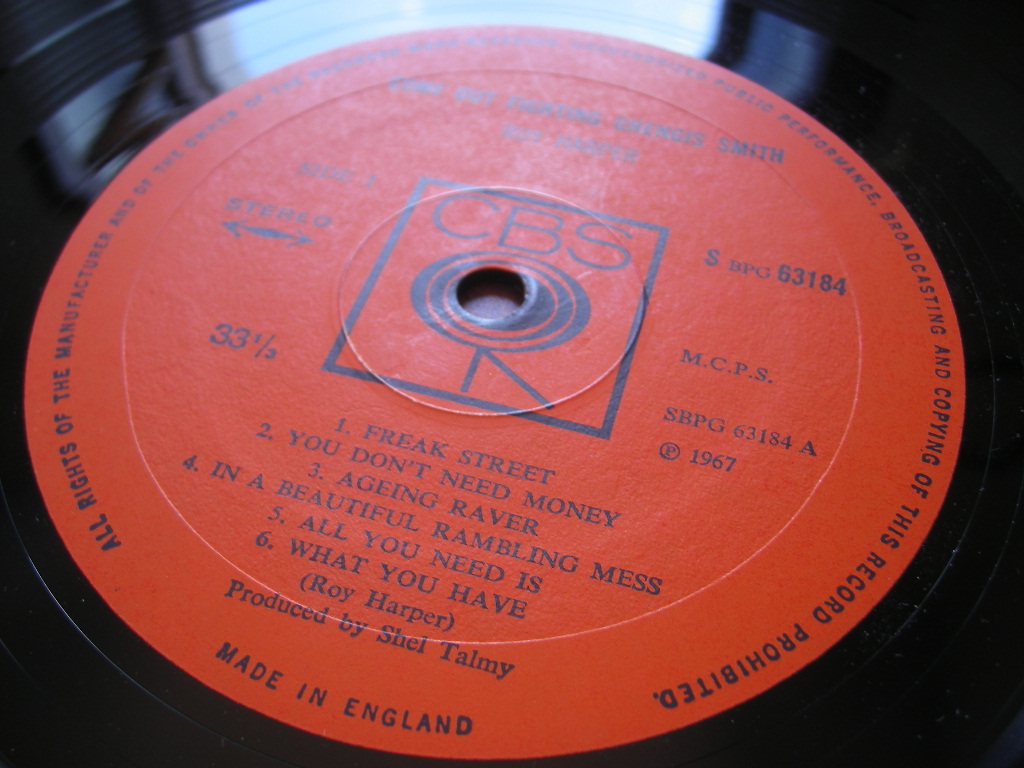 ALL RIGHTS OF THE MANUFACTURER AND OF THE OWNER OF THE RECORDED WORK RESERVED. UNAUTHORISED PUBLIC PERFORMANCE, BROADCASTING AND COPYING OF THIS RECORD PROHIBITED.
COME OUT FIGHTING GHENGIS SMITH
ROY HARPER
SIDE 1
STEREO
CBS
S BPG 63184
33 1/3
M.C.P.S.
SBPG 63184 A
℗ 1967
1. FREAK STREET
2. YOU DON'T NEED MONEY
3. AGEING RAVER
4. IN A BEAUTIFUL RAMBLING MESS
5. ALL YOU NEED IS
6. WHAT YOU HAVE
(Roy Harper)
Produced by Shel Talmy
MADE IN ENGLAND